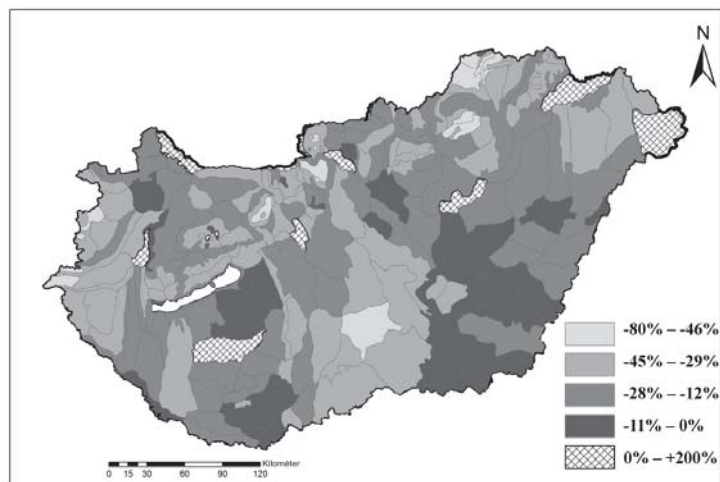 N
-80% – -46%
-45% – -29%
-28% – -12%
-11% – 0%
0% – +200%
Kilométer
0 15 30 60 90 120